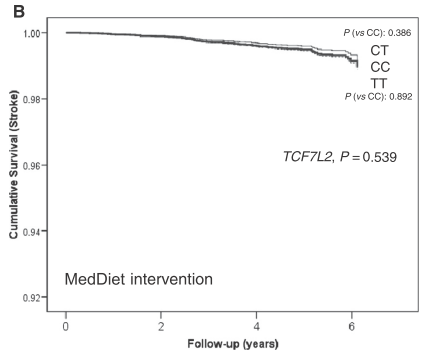 B
P (vs CC): 0.386
1.00
CT
CC
TT
P (vs CC): 0.892
0.98
TCF7L2, P = 0.539
0.96
0.94
MedDiet intervention
0.92
0 2 4 6
Follow-up (years)
Cumulative Survival (Stroke)